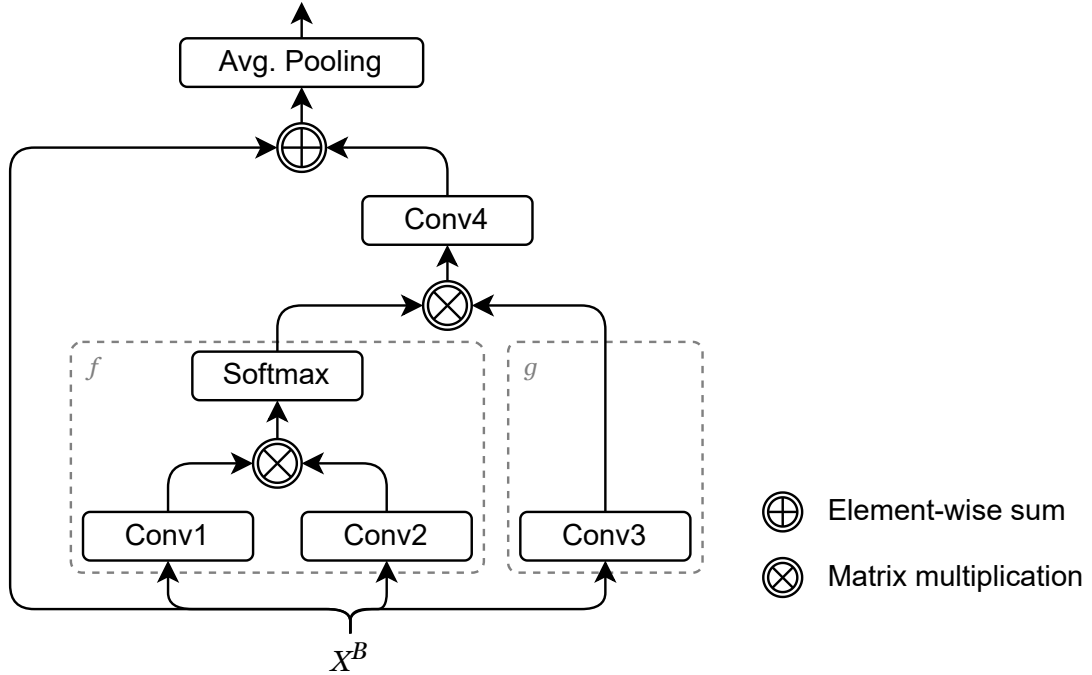 Avg. Pooling
Conv4
f
g
Softmax
Conv1
Conv2
Conv3
X^B
Element-wise sum
Matrix multiplication